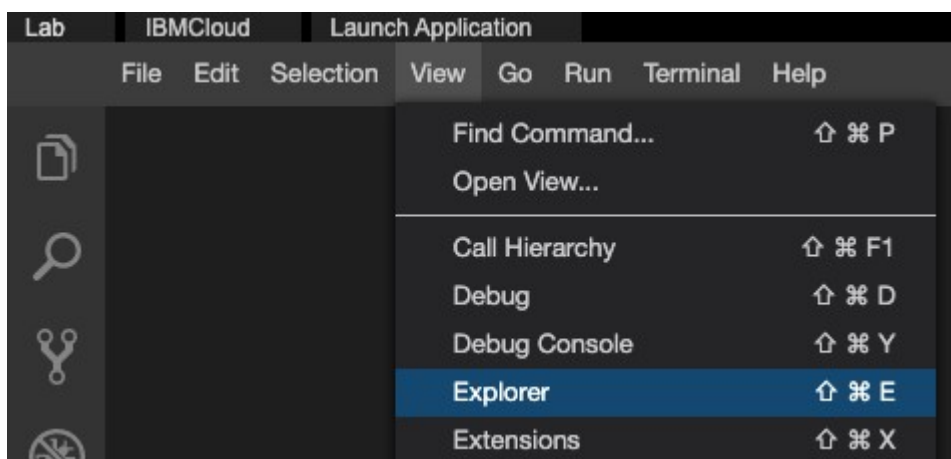 Lab IBMCloud Launch Application
File Edit Selection View Go Run Terminal Help
Find Command... ⇧ ⌘ P
Open View...
Call Hierarchy ⇧ ⌘ F1
Debug ⇧ ⌘ D
Debug Console ⇧ ⌘ Y
Explorer ⇧ ⌘ E
Extensions ⇧ ⌘ X